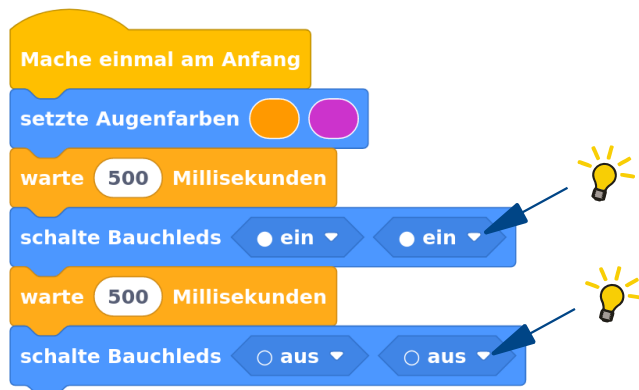 Mache einmal am Anfang
setzte Augenfarben
warte 500 Millisekunden
schalte Bauchleds ein ein
warte 500 Millisekunden
schalte Bauchleds aus aus